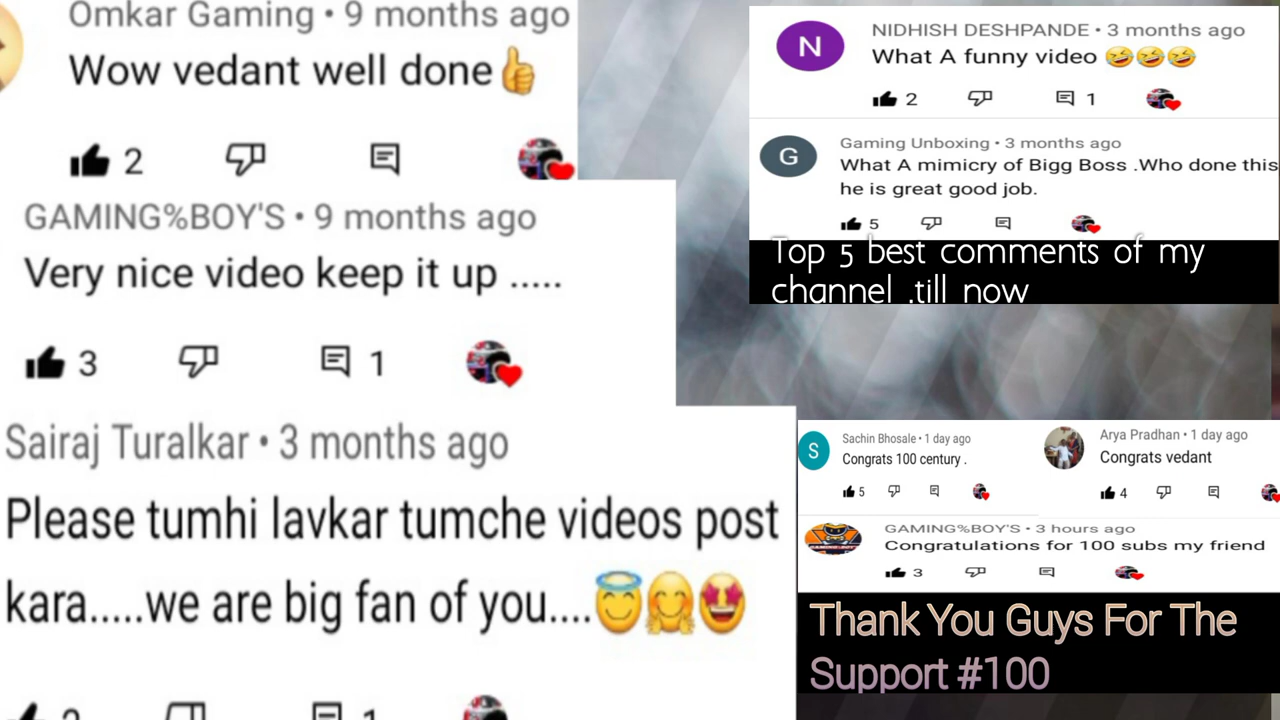 Omkar Gaming • 9 months ago
Wow vedant well done👍
2
GAMING%BOY'S • 9 months ago
Very nice video keep it up .....
3 1
Sairaj Turalkar • 3 months ago
Please tumhi lavkar tumche videos post
kara.....we are big fan of you....😇🤗🤩
1
N
NIDHISH DESHPANDE • 3 months ago
What A funny video 🤣🤣🤣
2 1
G
Gaming Unboxing • 3 months ago
What A mimicry of Bigg Boss .Who done this
he is great good job.
5
Top 5 best comments of my
channel .till now
S
Sachin Bhosale • 1 day ago
Congrats 100 century .
5
Arya Pradhan • 1 day ago
Congrats vedant
4
GAMING%BOY'S • 3 hours ago
Congratulations for 100 subs my friend
3
Thank You Guys For The
Support #100